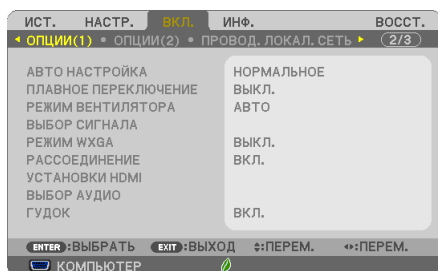 ИСТ. НАСТР. ВКЛ. ИНФ. ВОССТ.
ОПЦИИ(1) • ОПЦИИ(2) • ПРОВОД. ЛОКАЛ. СЕТЬ 2/3
АВТО НАСТРОЙКА НОРМАЛЬНОЕ
ПЛАВНОЕ ПЕРЕКЛЮЧЕНИЕ ВЫКЛ.
РЕЖИМ ВЕНТИЛЯТОРА АВТО
ВЫБОР СИГНАЛА
РЕЖИМ WXGA ВЫКЛ.
РАССОЕДИНЕНИЕ ВКЛ.
УСТАНОВКИ HDMI
ВЫБОР АУДИО
ГУДОК ВКЛ.
ENTER :ВЫБРАТЬ EXIT :ВЫХОД :ПЕРЕМ. :ПЕРЕМ.
КОМПЬЮТЕР